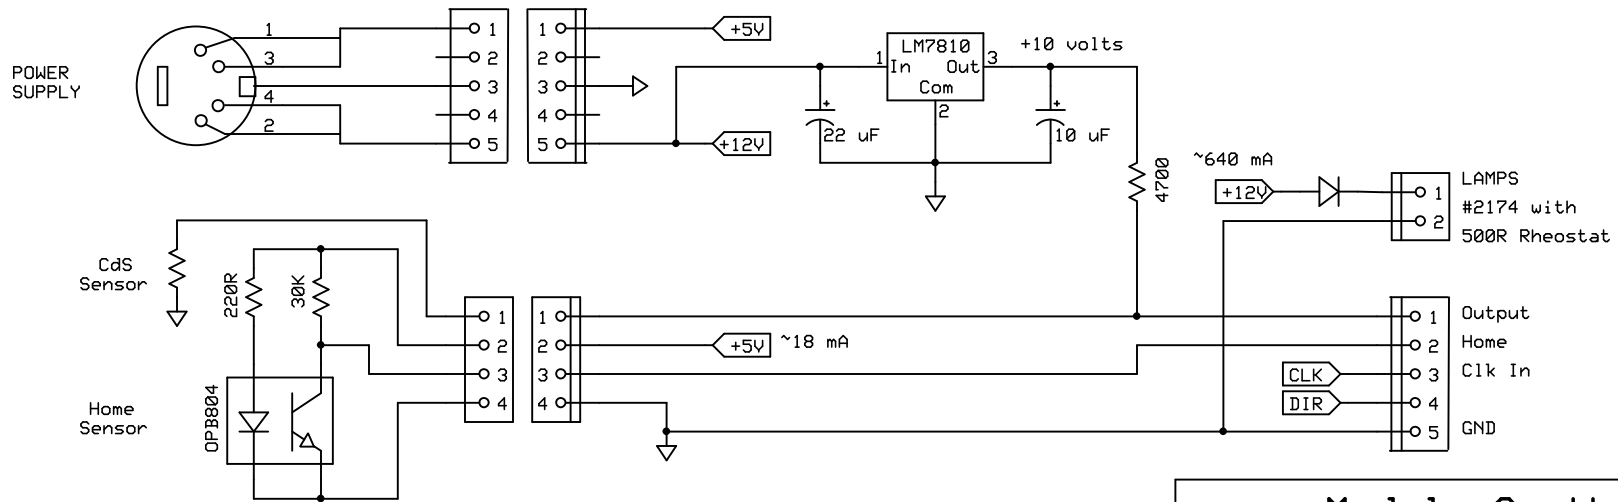 POWER
SUPPLY
1
3
4
2
1
2
3
4
5
1
2
3
4
5
+5V
+12V
LM7810
1
In
Out
3
Com
2
+10 volts
+
22 uF
+
10 uF
4700
~640 mA
+12V
1
2
LAMPS
#2174 with
500R Rheostat
CdS
Sensor
220R
30K
OPB804
Home
Sensor
1
2
3
4
1
2
3
4
+5V
~18 mA
CLK
DIR
1
2
3
4
5
Output
Home
Clk In
GND